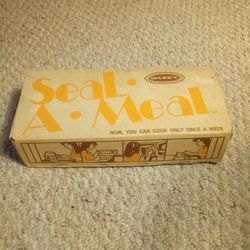 DAZEY
Seal •
A • Meal
NOW, YOU CAN COOK ONLY ONCE A WEEK.